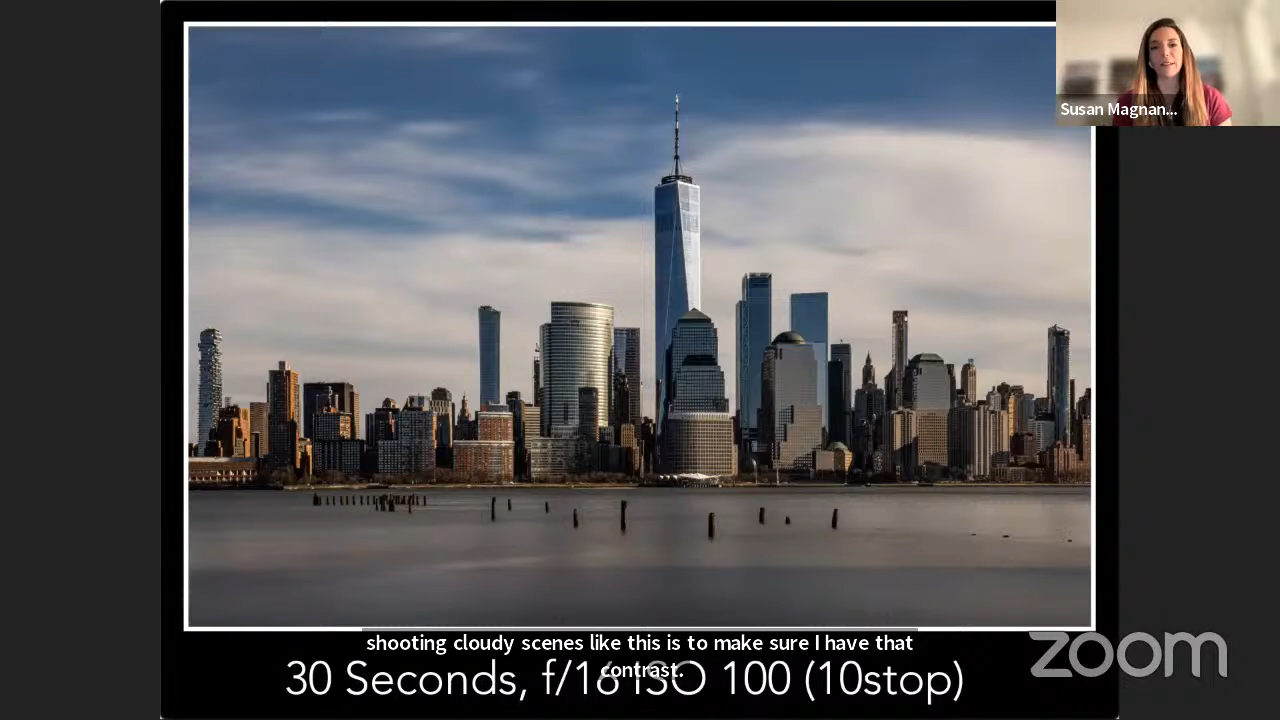 Susan Magnan...
shooting cloudy scenes like this is to make sure I have that
contrast.
30 Seconds, f/16 ISO 100 (10stop)
zoom